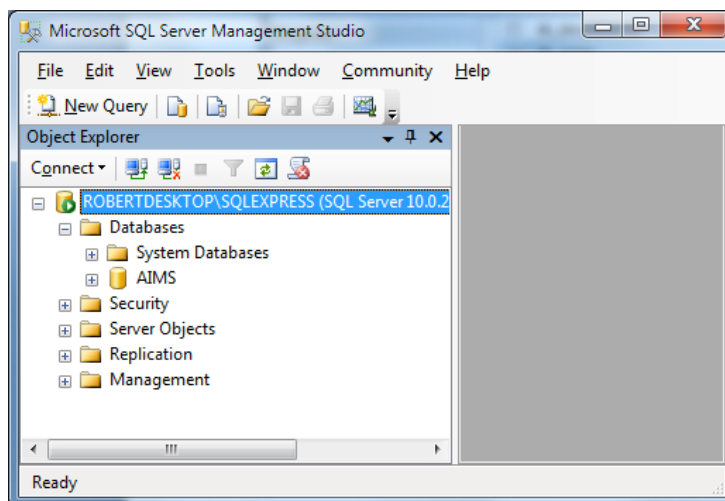 Microsoft SQL Server Management Studio
File Edit View Tools Window Community Help
New Query
Object Explorer
Connect
ROBERTDESKTOP\SQLEXPRESS (SQL Server 10.0.2
Databases
System Databases
AIMS
Security
Server Objects
Replication
Management
Ready